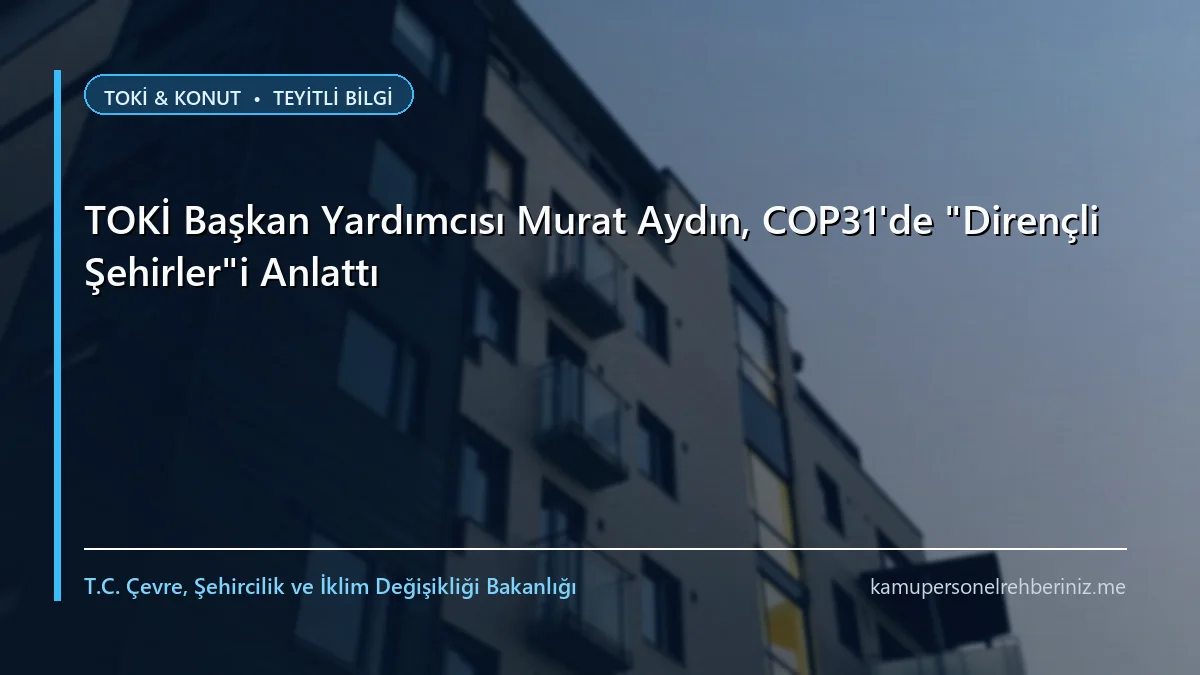 TOKİ & KONUT • TEYİTLİ BİLGİ
TOKİ Başkan Yardımcısı Murat Aydın, COP31'de "Dirençli
Şehirler"i Anlattı
T.C. Çevre, Şehircilik ve İklim Değişikliği Bakanlığı
kamupersonelrehberiniz.me